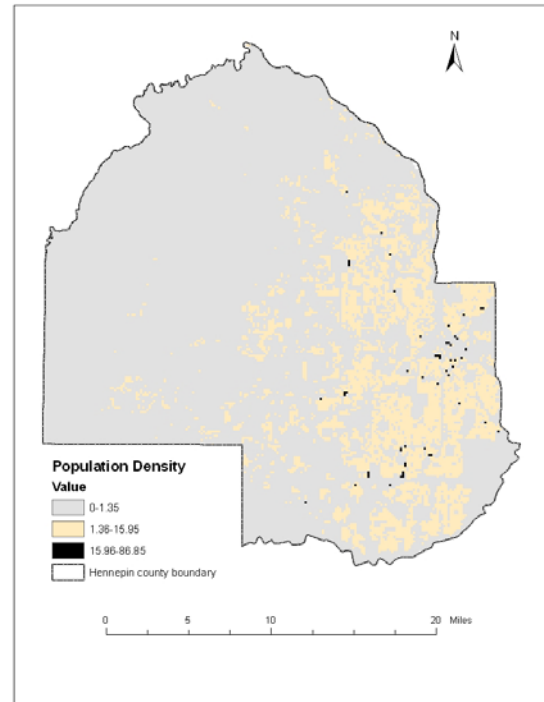 N
Population Density
Value
0-1.35
1.36-15.95
15.96-86.85
Hennepin county boundary
0 5 10 20 Miles